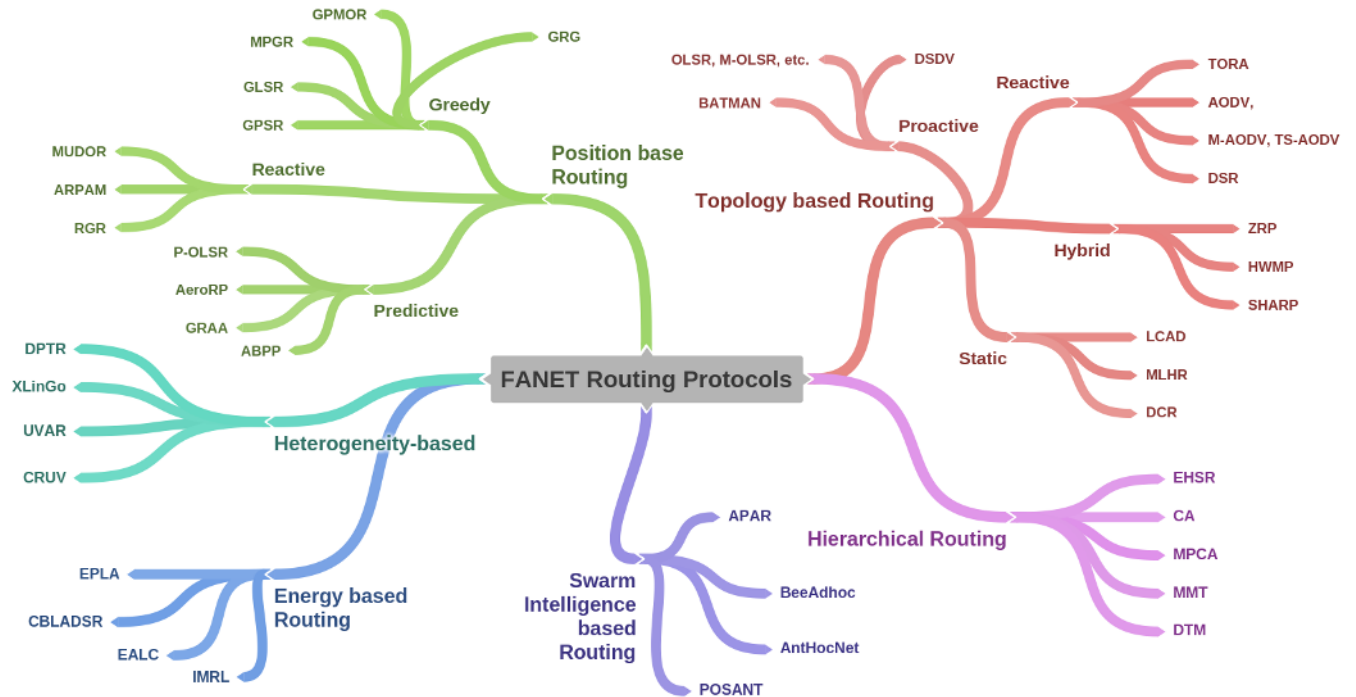 FANET Routing Protocols
Position base
Routing
Greedy
GPMOR
MPGR
GRG
GLSR
GPSR
Reactive
MUDOR
ARPAM
RGR
Predictive
P-OLSR
AeroRP
GRAA
ABPP
Topology based Routing
Proactive
OLSR, M-OLSR, etc.
DSDV
BATMAN
Reactive
TORA
AODV,
M-AODV, TS-AODV
DSR
Hybrid
ZRP
HWMP
SHARP
Static
LCAD
MLHR
DCR
Heterogeneity-based
DPTR
XLinGo
UVAR
CRUV
Energy based
Routing
EPLA
CBLADSR
EALC
IMRL
Swarm
Intelligence
based
Routing
APAR
BeeAdhoc
AntHocNet
POSANT
Hierarchical Routing
EHSR
CA
MPCA
MMT
DTM